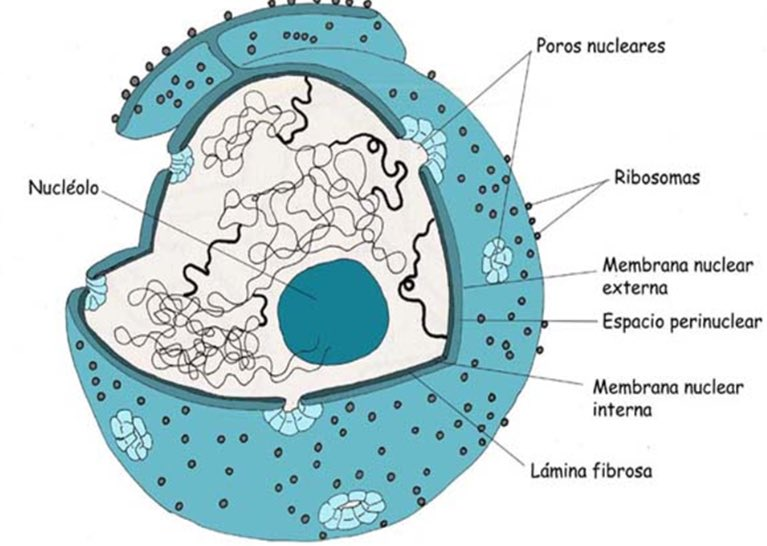 Poros nucleares
Ribosomas
Nucléolo
Membrana nuclear
externa
Espacio perinuclear
Membrana nuclear
interna
Lámina fibrosa